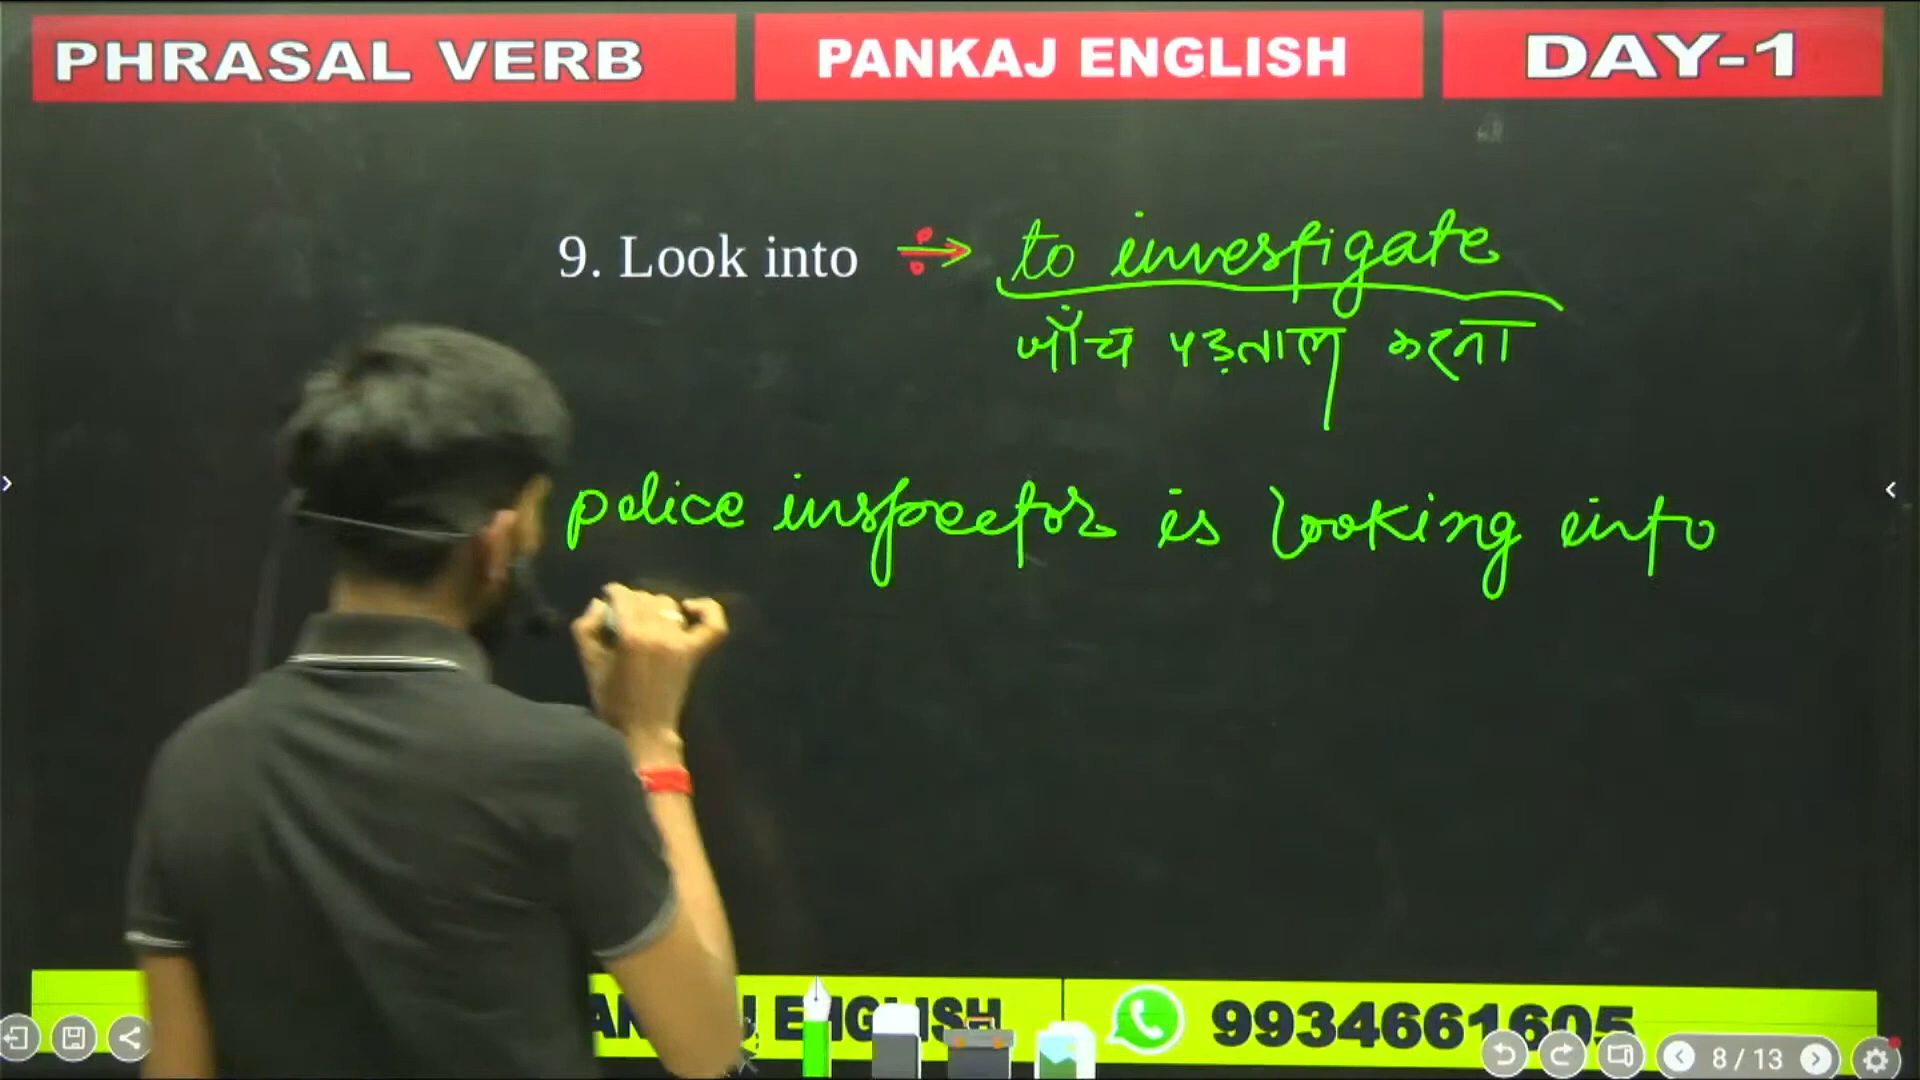 PHRASAL VERB
PANKAJ ENGLISH
DAY-1
9. Look into
to investigate
जाँच पड़ताल करना
police inspector is looking into
ENGLISH
9934661605
8 / 13